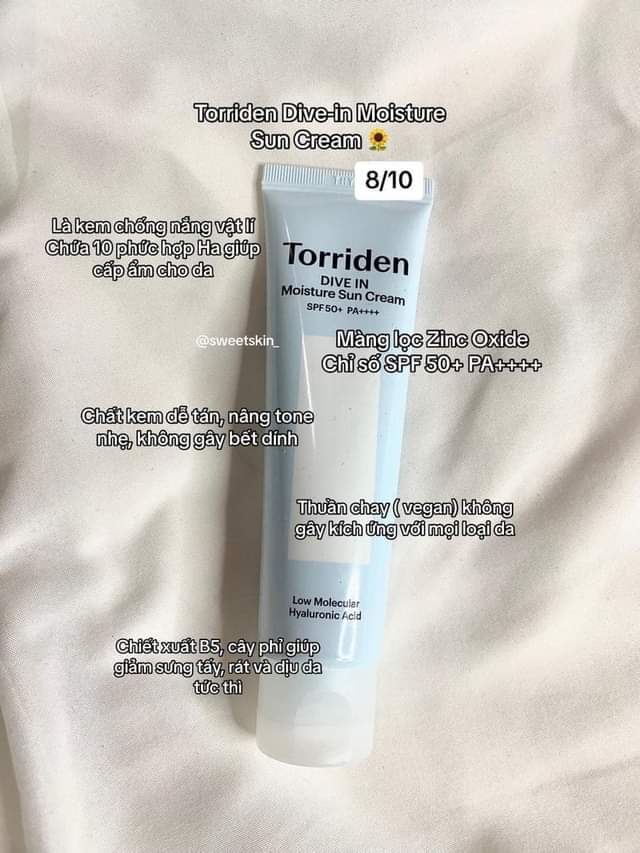 Torriden Dive-in Moisture
Sun Cream 🌻
8/10
Là kem chống nắng vật lí
Chứa 10 phức hợp Ha giúp
cấp ẩm cho da
Torriden
DIVE IN
Moisture Sun Cream
SPF 50+ PA++++
@sweetskin_
Màng lọc Zinc Oxide
Chỉ số SPF 50+ PA++++
Chất kem dễ tán, nâng tone
nhẹ, không gây bết dính
Thuần chay ( vegan) không
gây kích ứng với mọi loại da
Low Molecular
Hyaluronic Acid
Chiết xuất B5, cây phỉ giúp
giảm sưng tấy, rát và dịu da
tức thì